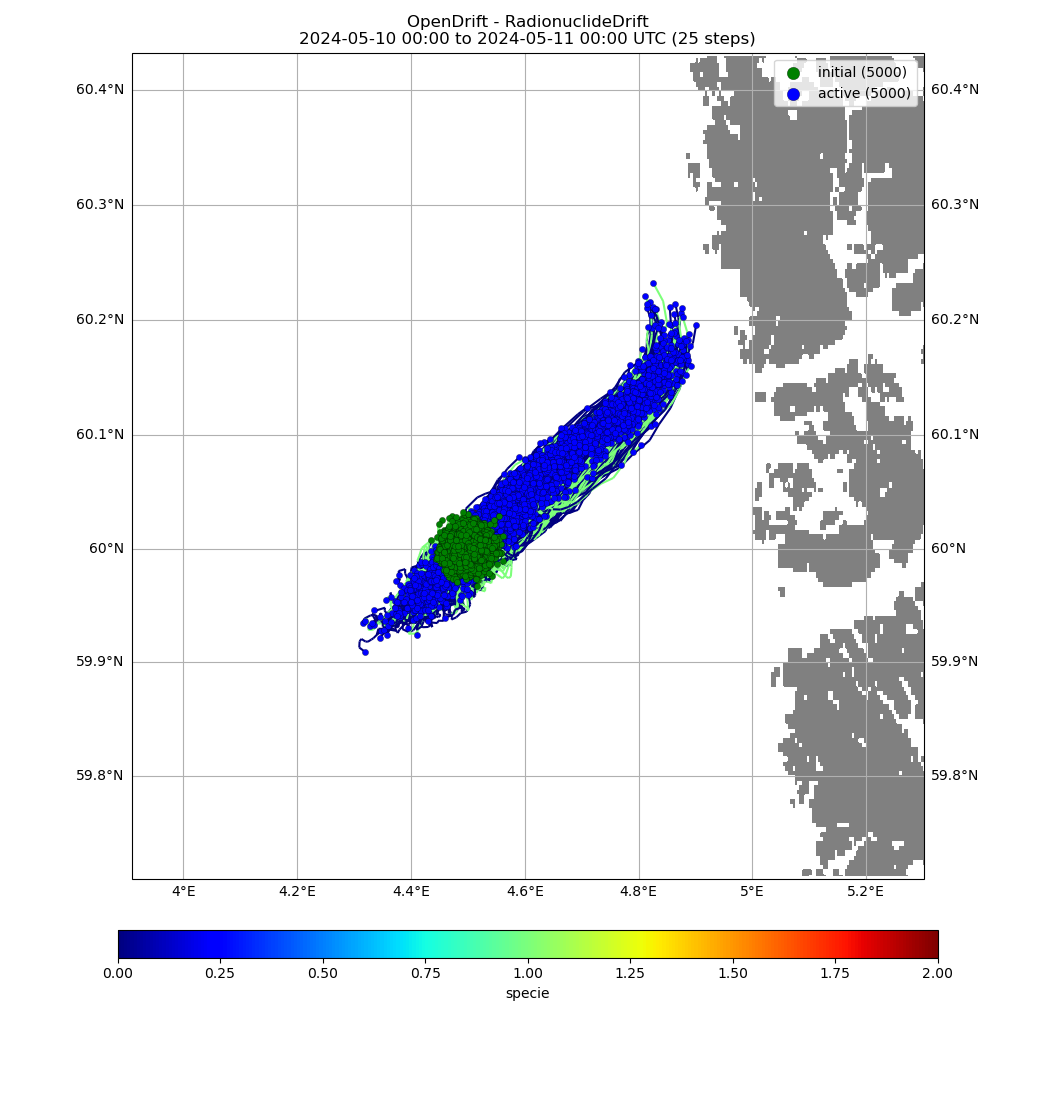 OpenDrift - RadionuclideDrift
2024-05-10 00:00 to 2024-05-11 00:00 UTC (25 steps)
initial (5000)
active (5000)
60.4°N
60.4°N
60.3°N
60.3°N
60.2°N
60.2°N
60.1°N
60.1°N
60°N
60°N
59.9°N
59.9°N
59.8°N
59.8°N
4°E
4.2°E
4.4°E
4.6°E
4.8°E
5°E
5.2°E
0.00
0.25
0.50
0.75
1.00
1.25
1.50
1.75
2.00
specie